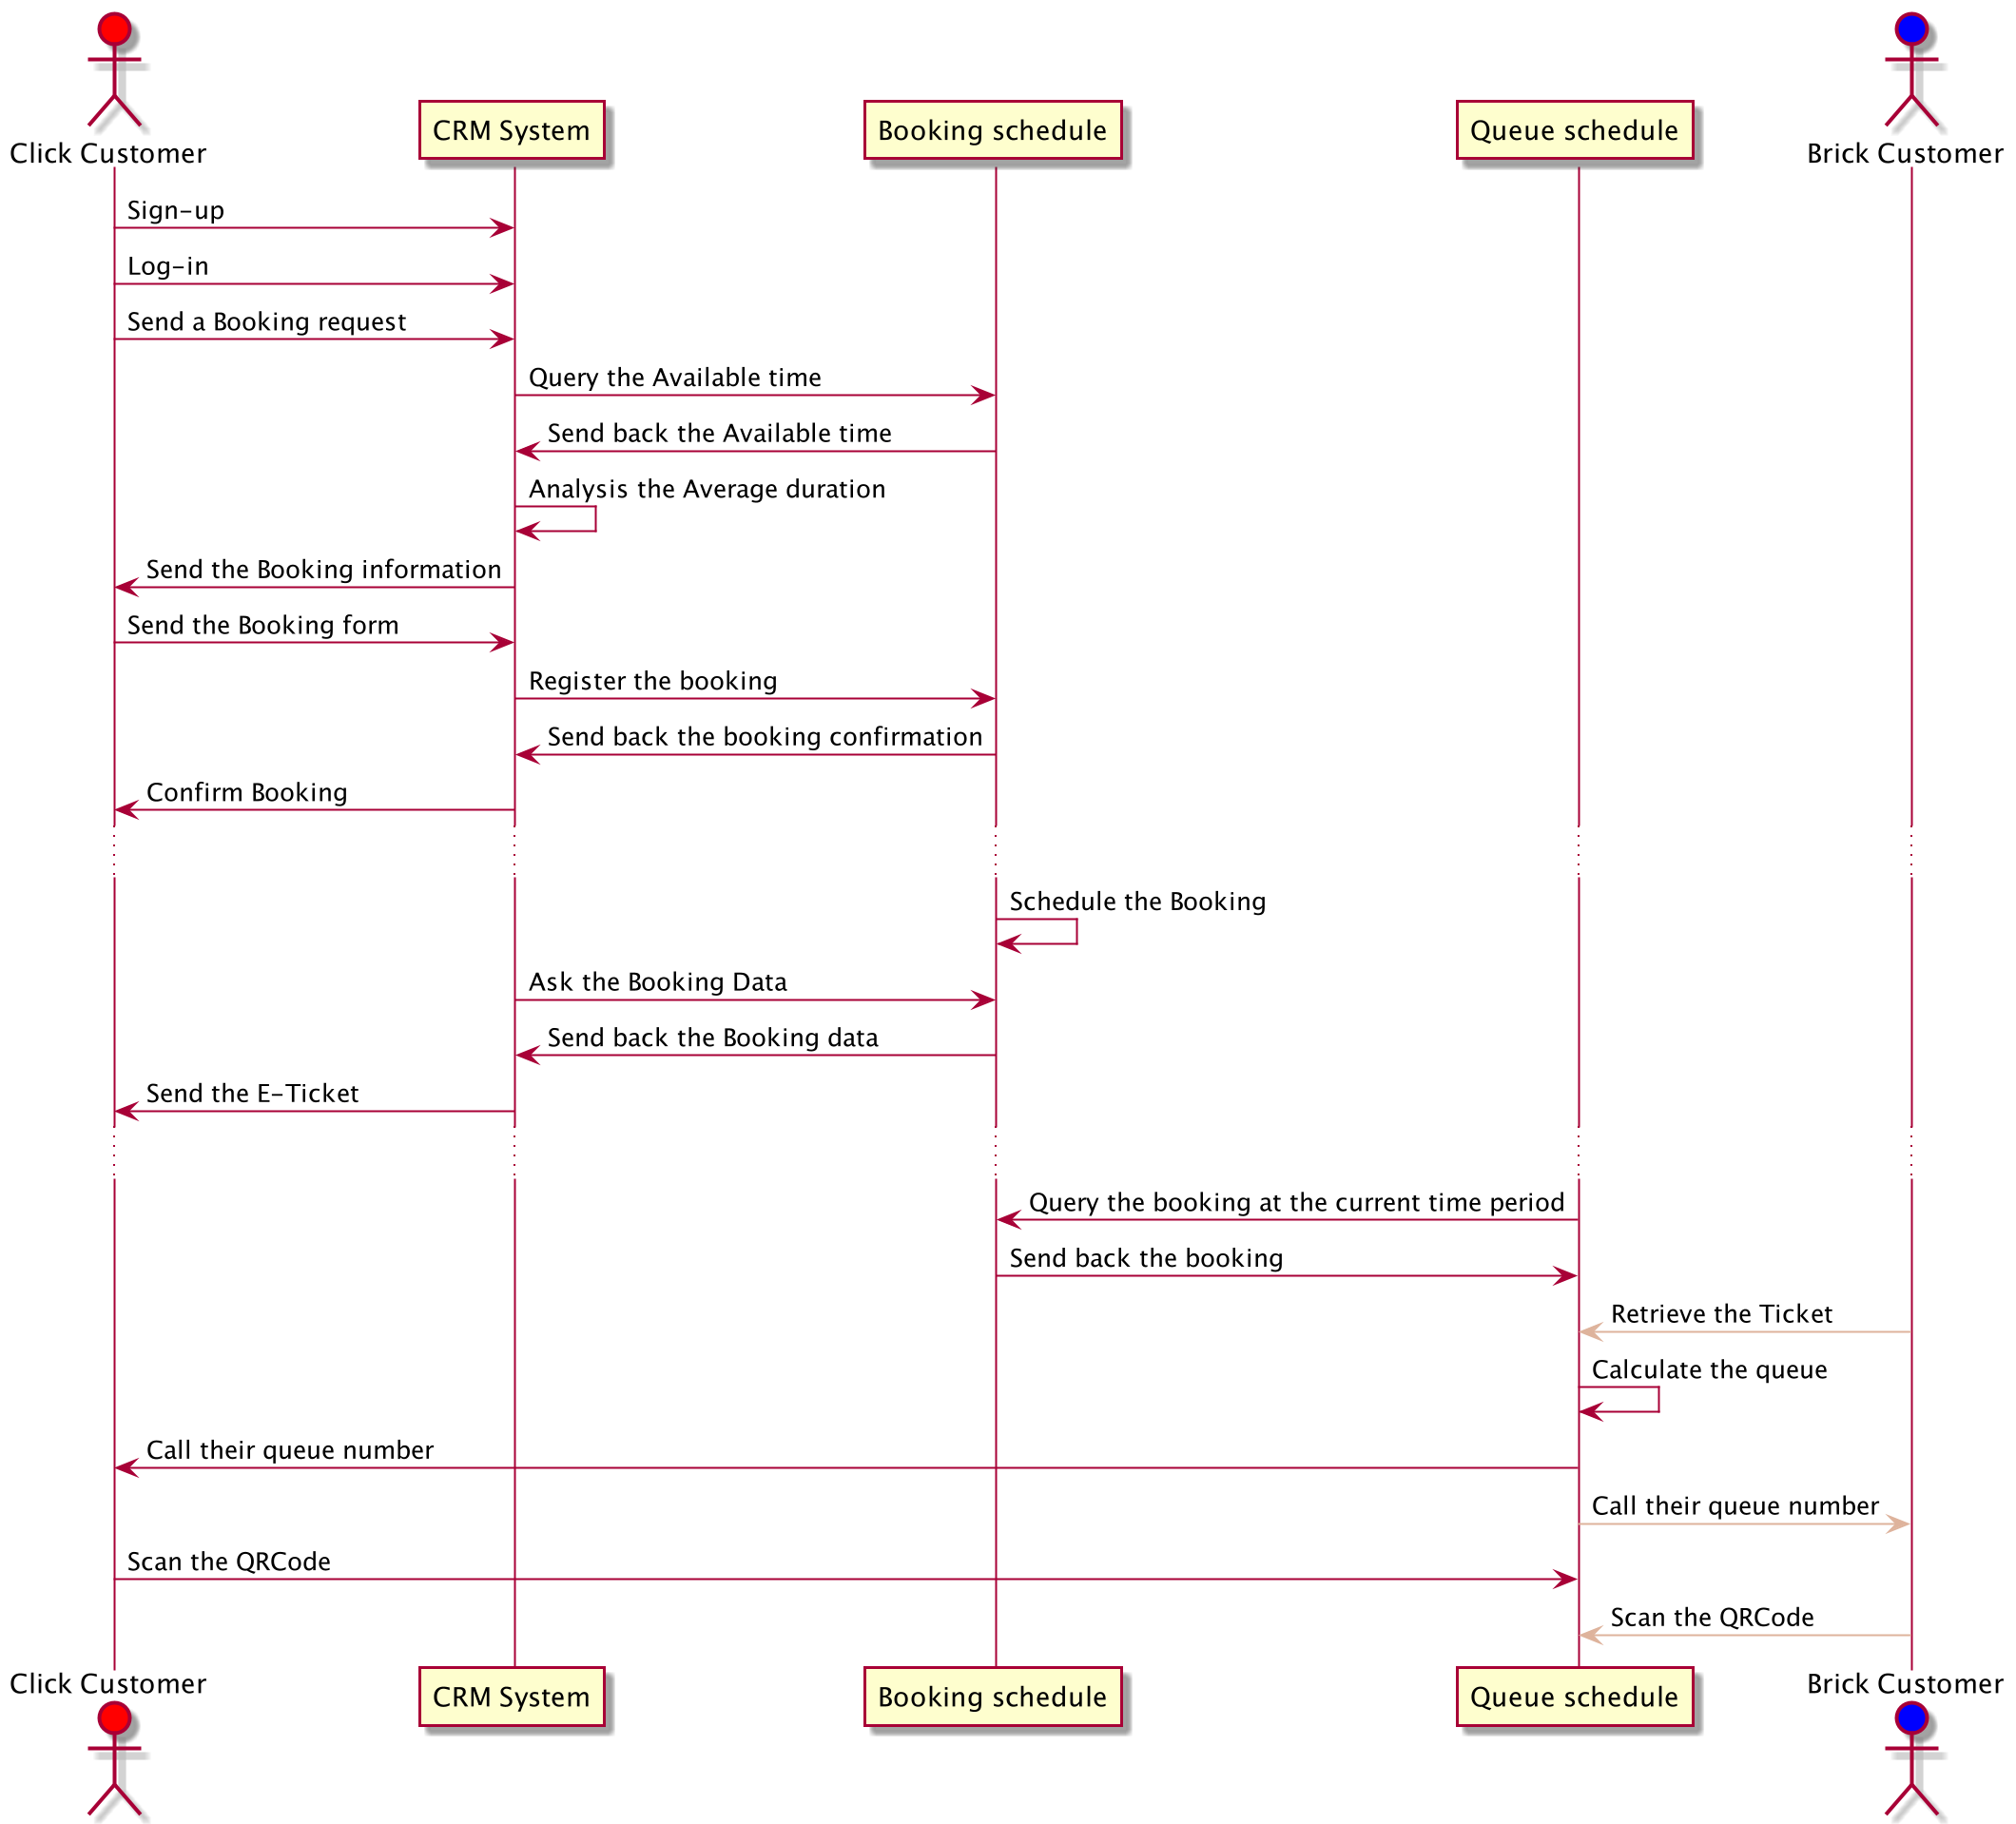 Click Customer
CRM System
Booking schedule
Queue schedule
Brick Customer
Sign-up
Log-in
Send a Booking request
Query the Available time
Send back the Available time
Analysis the Average duration
Send the Booking information
Send the Booking form
Register the booking
Send back the booking confirmation
Confirm Booking
Schedule the Booking
Ask the Booking Data
Send back the Booking data
Send the E-Ticket
Query the booking at the current time period
Send back the booking
Retrieve the Ticket
Calculate the queue
Call their queue number
Call their queue number
Scan the QRCode
Scan the QRCode
Click Customer
CRM System
Booking schedule
Queue schedule
Brick Customer